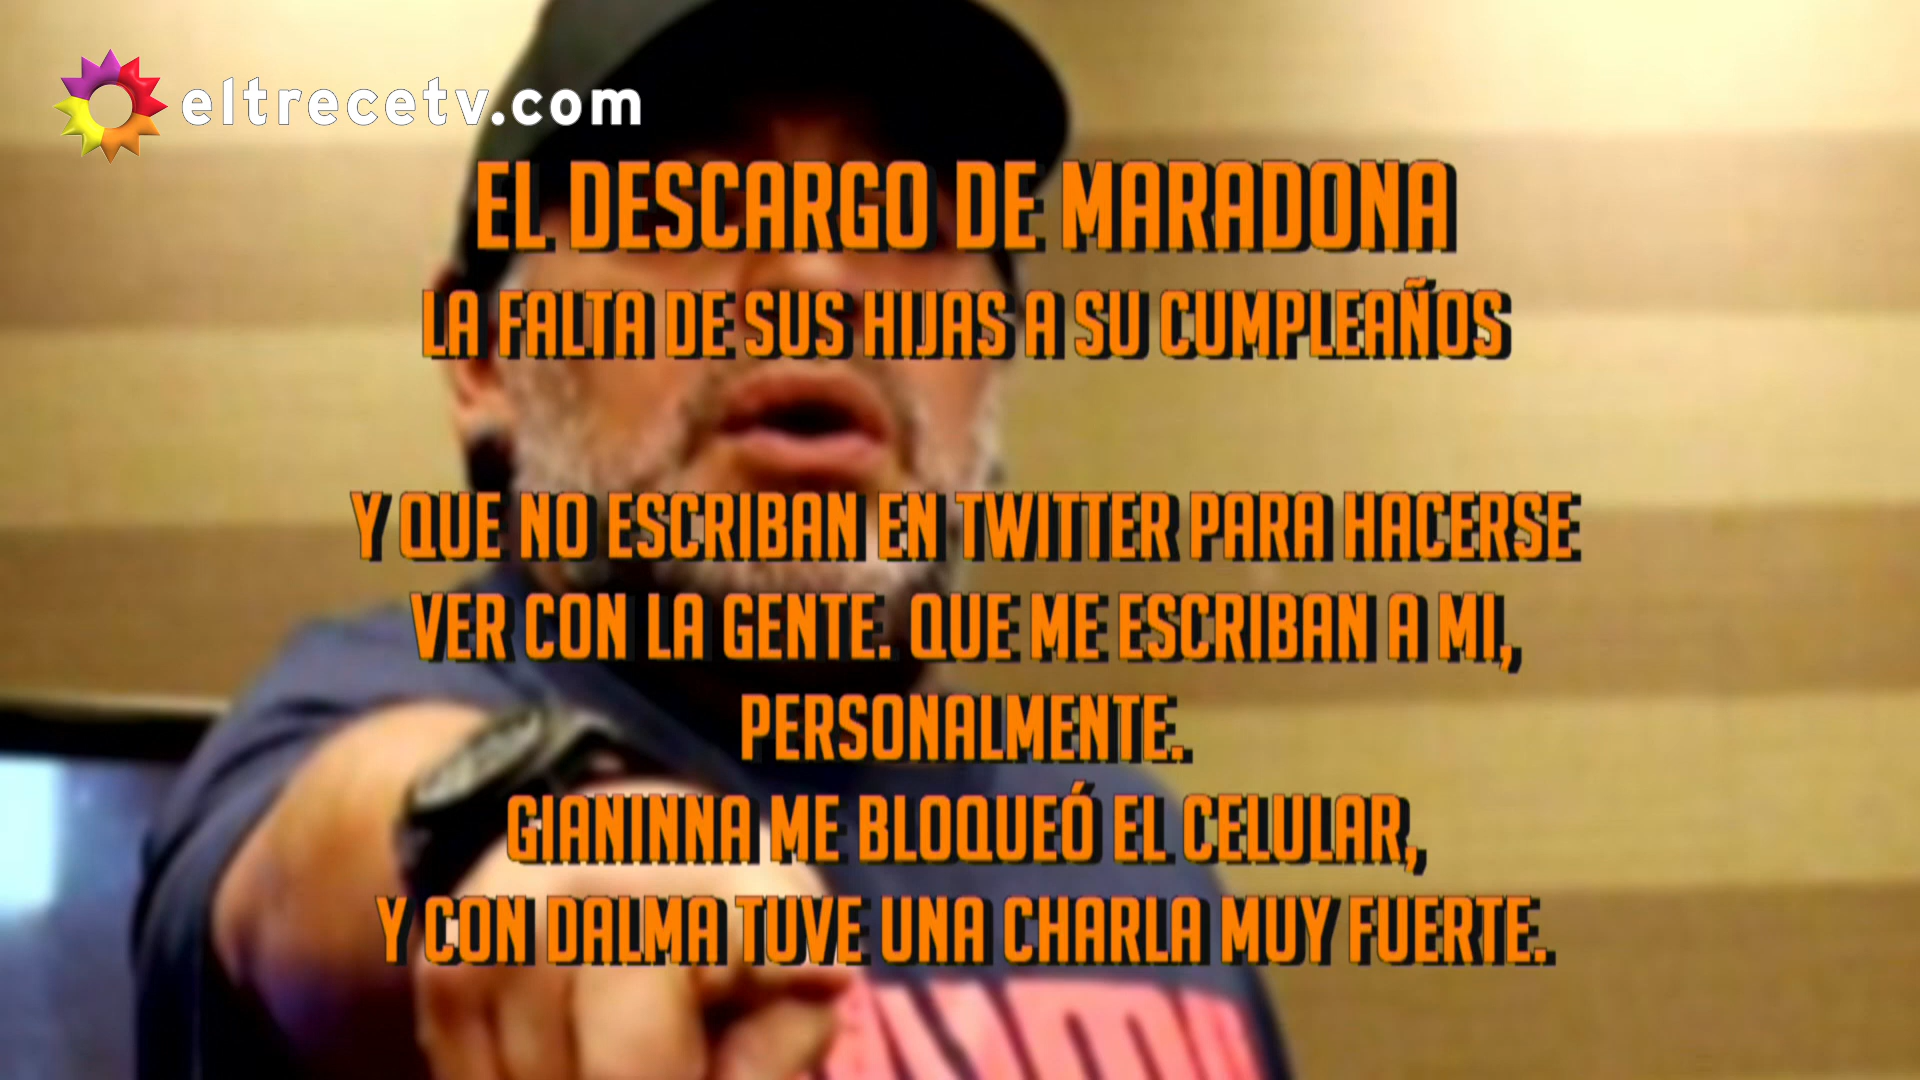 eltrecetv.com
EL DESCARGO DE MARADONA
LA FALTA DE SUS HIJAS A SU CUMPLEAÑOS
Y QUE NO ESCRIBAN EN TWITTER PARA HACERSE
VER CON LA GENTE. QUE ME ESCRIBAN A MI,
PERSONALMENTE.
GIANINNA ME BLOQUEÓ EL CELULAR,
Y CON DALMA TUVE UNA CHARLA MUY FUERTE.